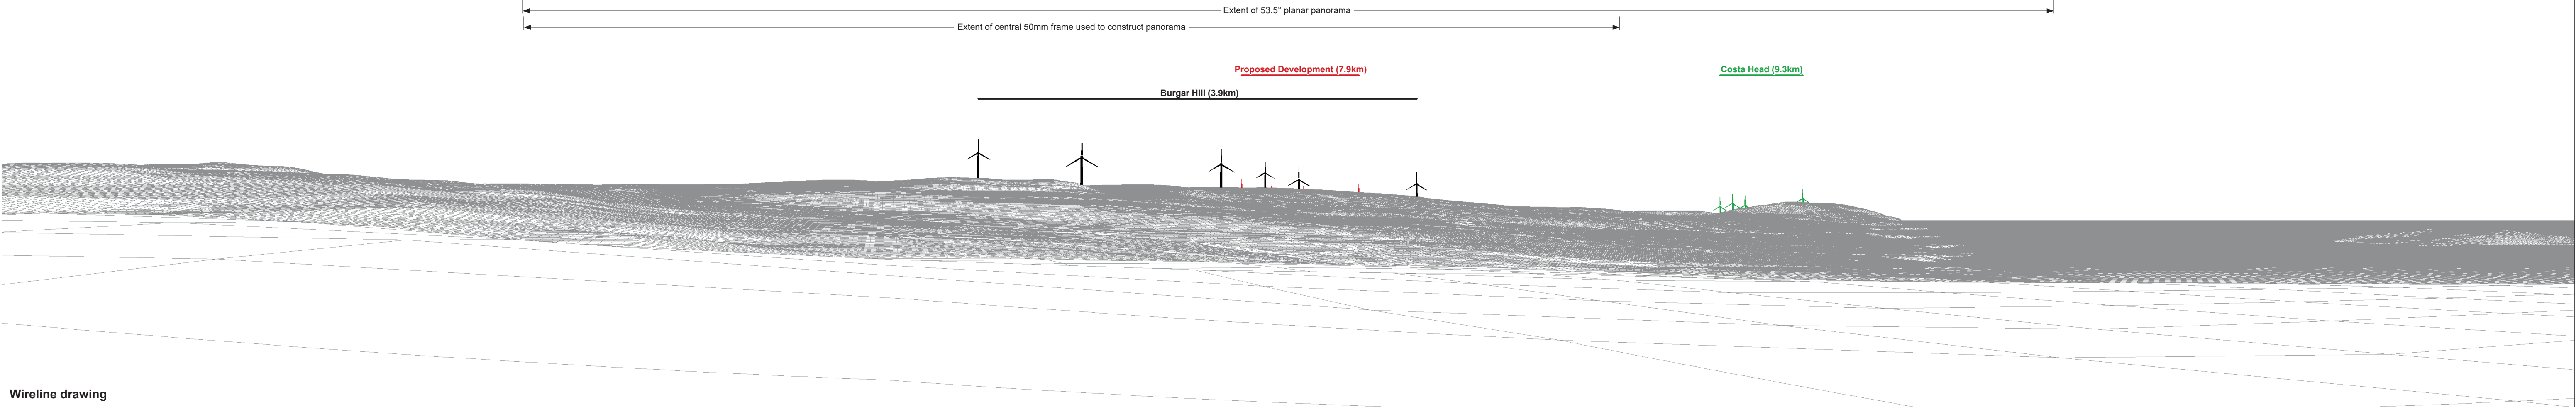 Extent of 53.5° planar panorama
Extent of central 50mm frame used to construct panorama
Proposed Development (7.9km)
Costa Head (9.3km)
Burgar Hill (3.9km)
Wireline drawing